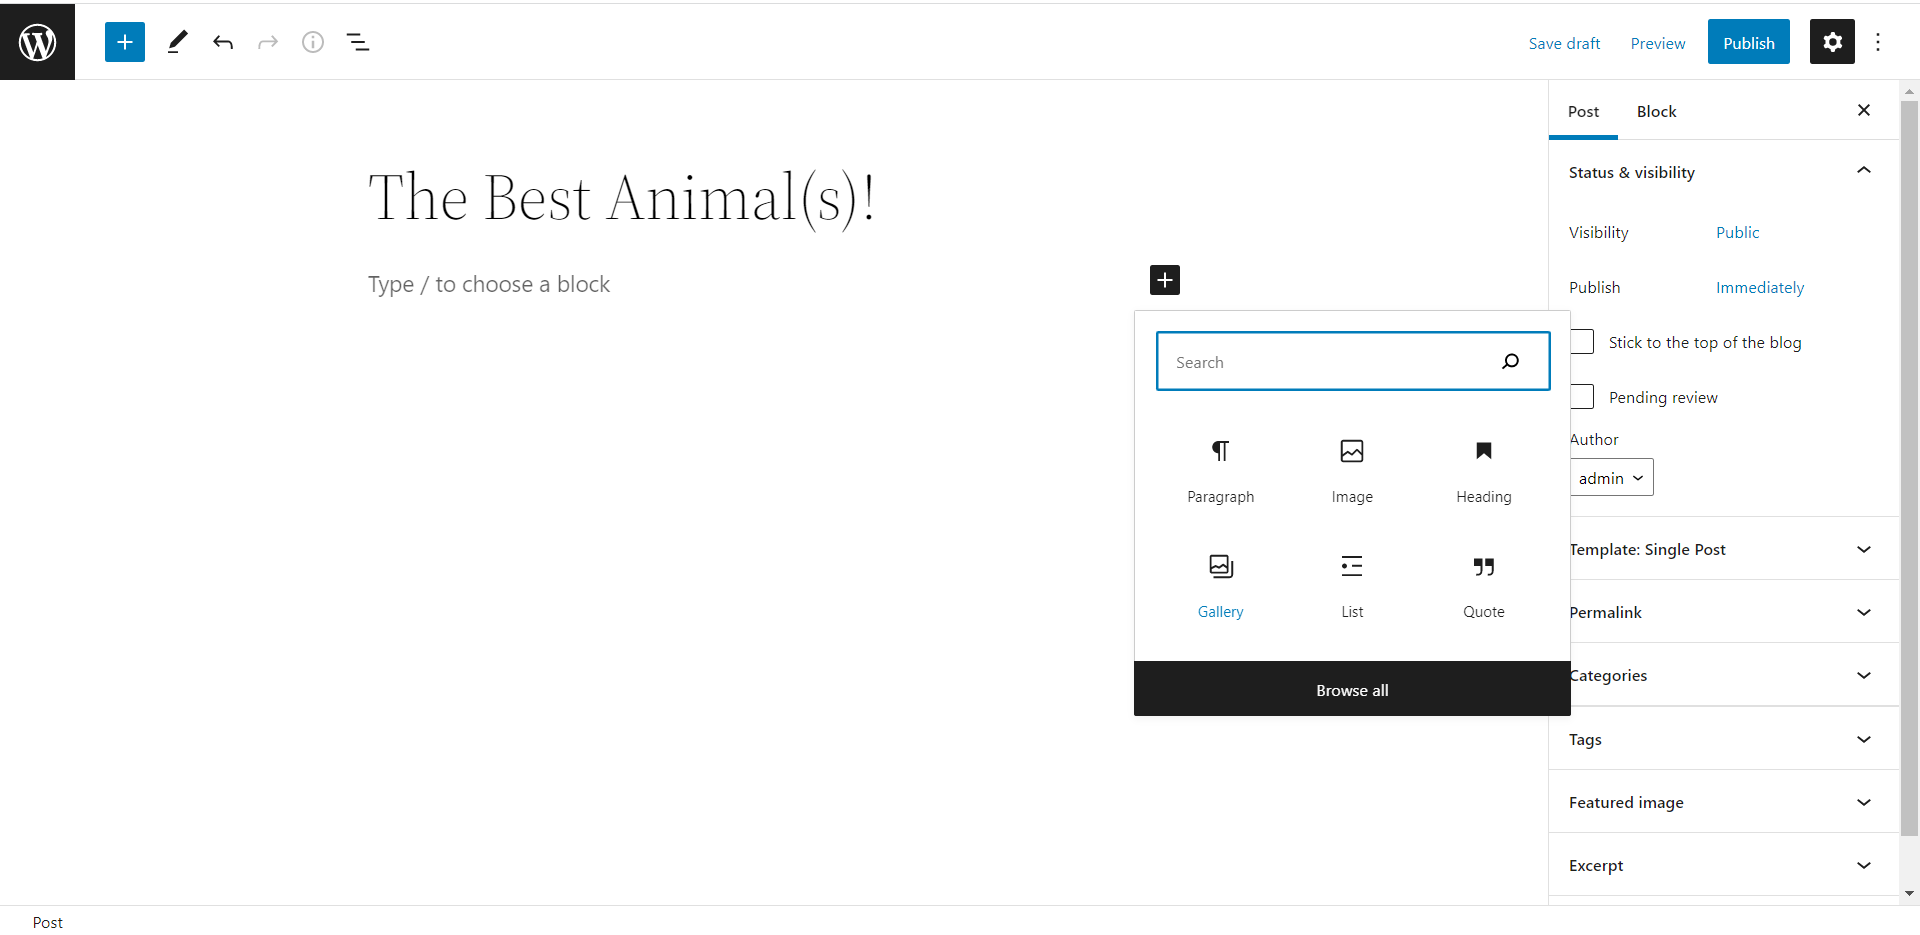 Save draft
Preview
Publish
The Best Animal(s)!
Type / to choose a block
Search
Paragraph
Image
Heading
Gallery
List
Quote
Browse all
Post
Block
Status & visibility
Visibility
Public
Publish
Immediately
Stick to the top of the blog
Pending review
Author
admin
Template: Single Post
Permalink
Categories
Tags
Featured image
Excerpt
Post